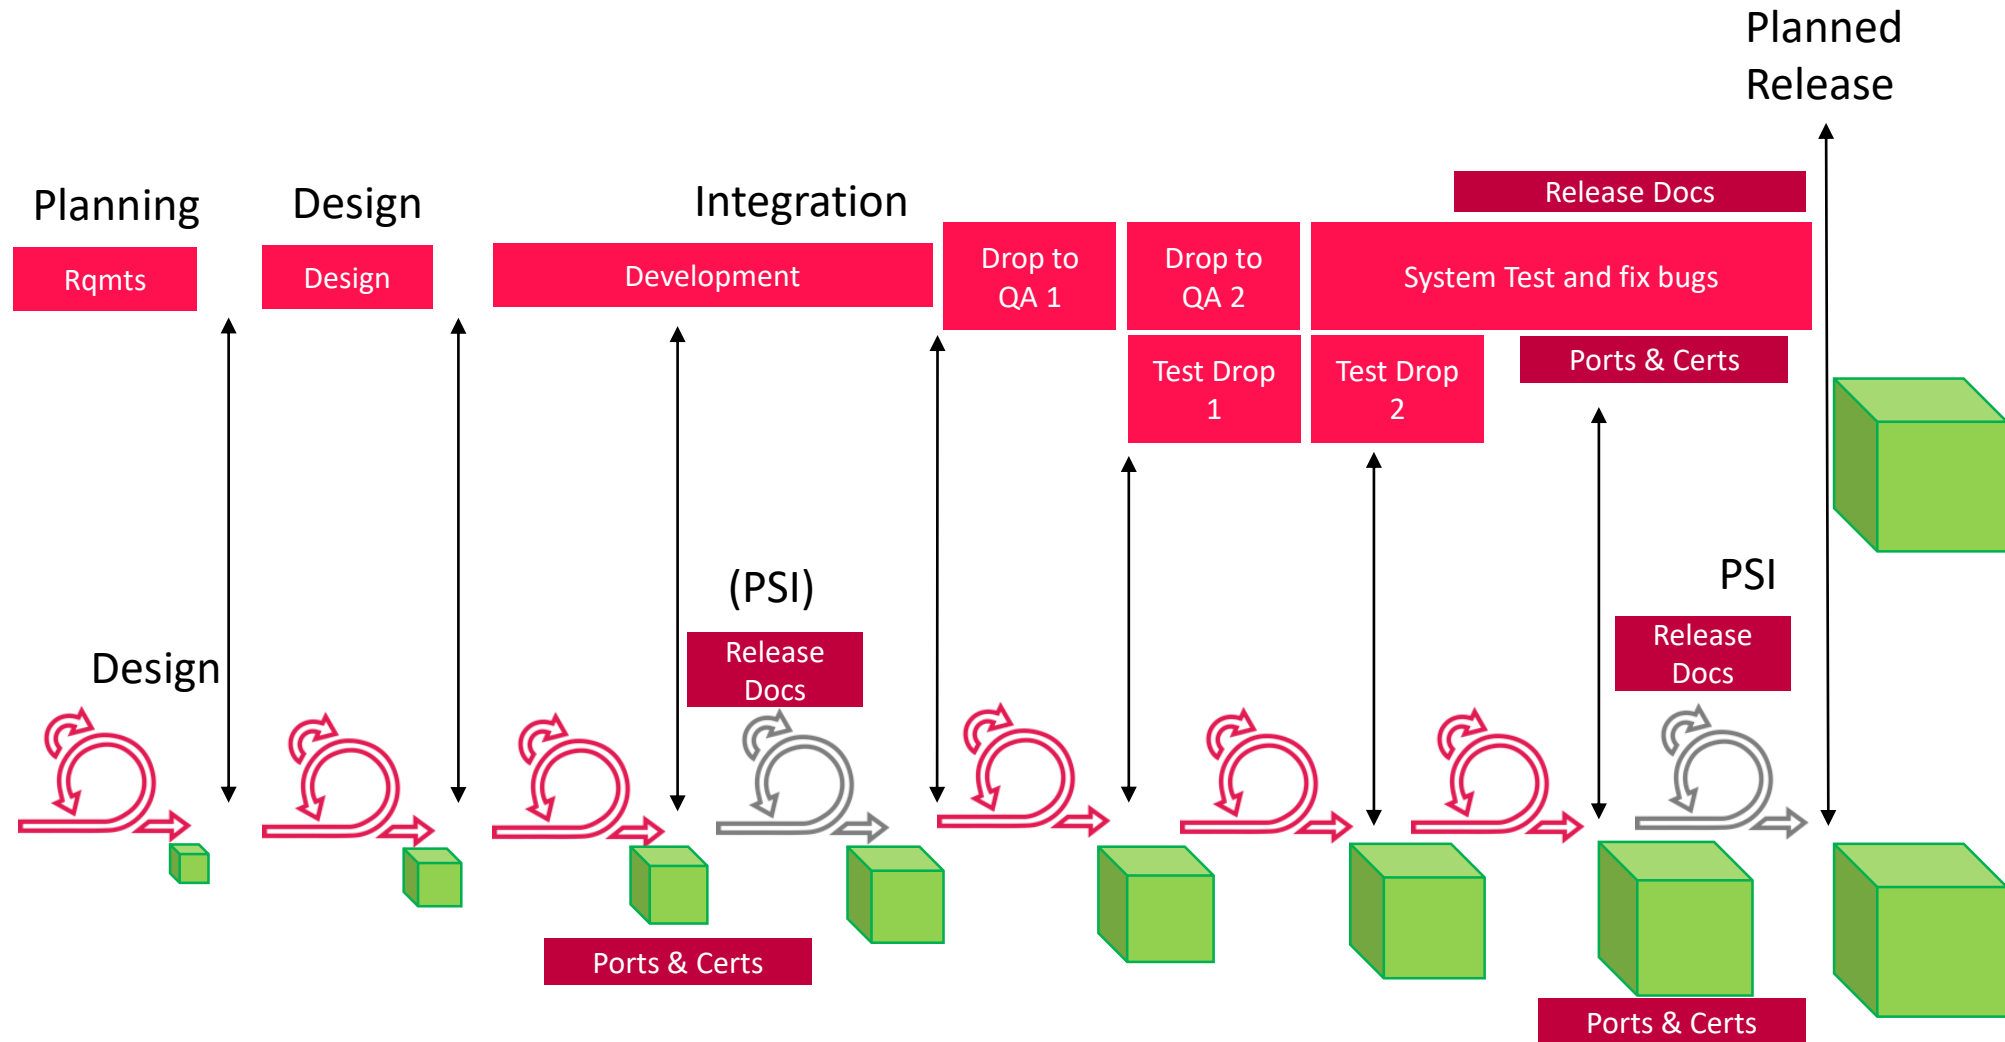 Planned
Release
Planning
Design
Integration
Release Docs
Rqmts
Design
Development
Drop to
QA 1
Drop to
QA 2
System Test and fix bugs
Test Drop
1
Test Drop
2
Ports & Certs
(PSI)
PSI
Design
Release
Docs
Release
Docs
Ports & Certs
Ports & Certs